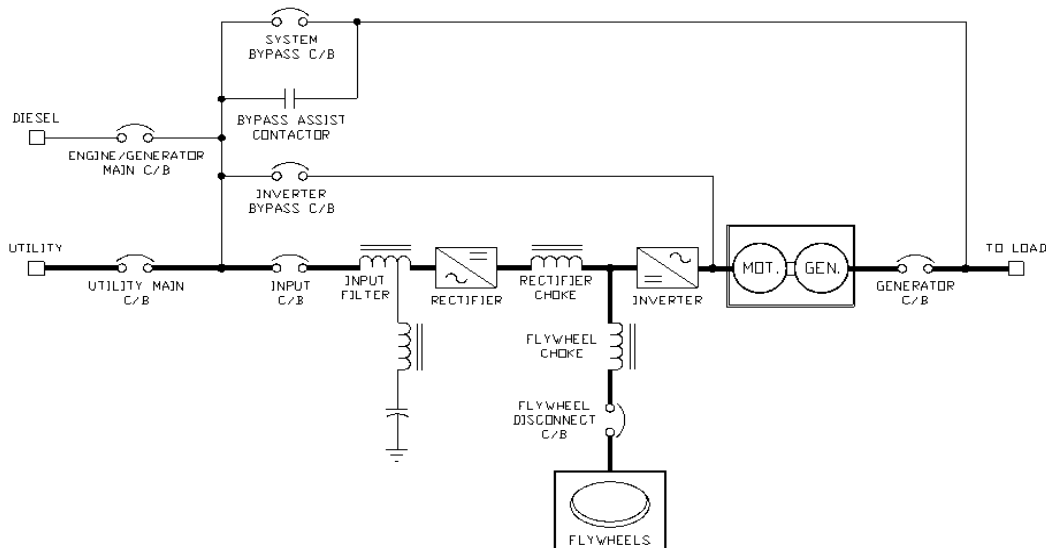 SYSTEM
BYPASS C/B
DIESEL
BYPASS ASSIST
CONTACTOR
ENGINE/GENERATOR
MAIN C/B
INVERTER
BYPASS C/B
UTILITY
TO LOAD
MOT.
GEN.
UTILITY MAIN
C/B
INPUT
C/B
INPUT
FILTER
RECTIFIER
RECTIFIER
CHOKE
INVERTER
GENERATOR
C/B
FLYWHEEL
CHOKE
FLYWHEEL
DISCONNECT
C/B
FLYWHEELS